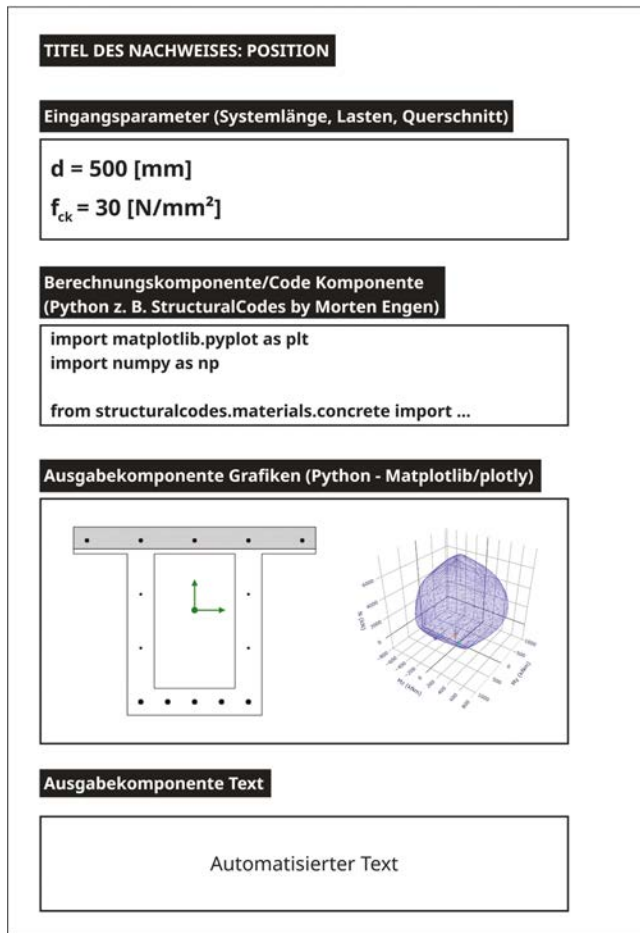 TITEL DES NACHWEISES: POSITION
Eingangsparameter (Systemlänge, Lasten, Querschnitt)
d = 500 [mm]
f_ck = 30 [N/mm²]
Berechnungskomponente/Code Komponente
(Python z. B. StructuralCodes by Morten Engen)
import matplotlib.pyplot as plt
import numpy as np
from structuralcodes.materials.concrete import ...
Ausgabekomponente Grafiken (Python - Matplotlib/plotly)
Ausgabekomponente Text
Automatisierter Text